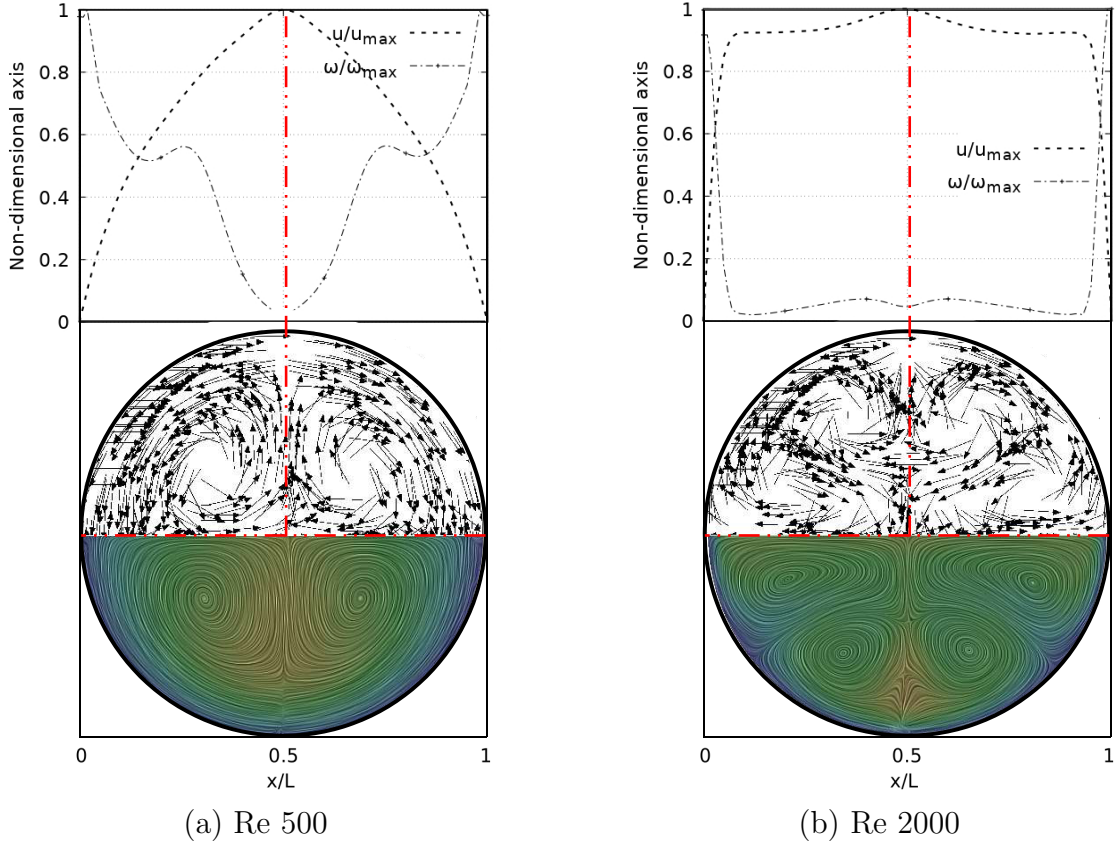 1
0.8
0.6
0.4
0.2
0
Non-dimensional axis
u/u_max
ω/ω_max
0
0.5
1
x/L
(a) Re 500
1
0.8
0.6
0.4
0.2
0
Non-dimensional axis
u/u_max
ω/ω_max
0
0.5
1
x/L
(b) Re 2000